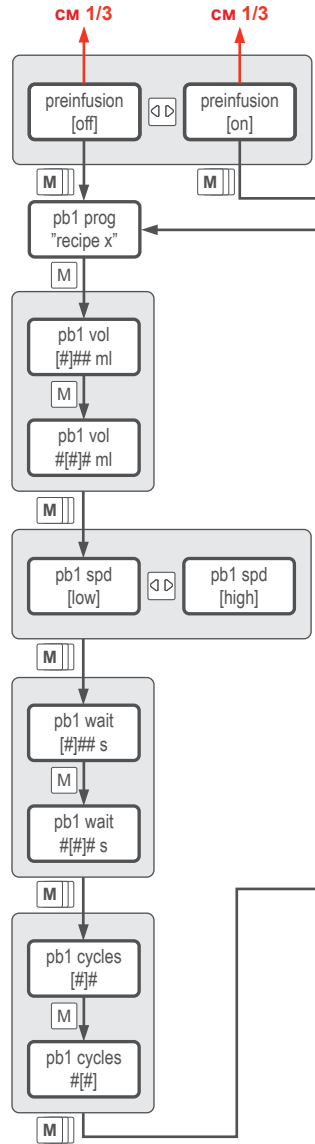 см 1/3
см 1/3
preinfusion
[off]
preinfusion
[on]
M
M
pb1 prog
"recipe x"
M
pb1 vol
[#]## ml
M
pb1 vol
#[#]# ml
M
pb1 spd
[low]
pb1 spd
[high]
M
pb1 wait
[#]## s
M
pb1 wait
#[#]# s
M
pb1 cycles
[#]#
M
pb1 cycles
#[#]
M